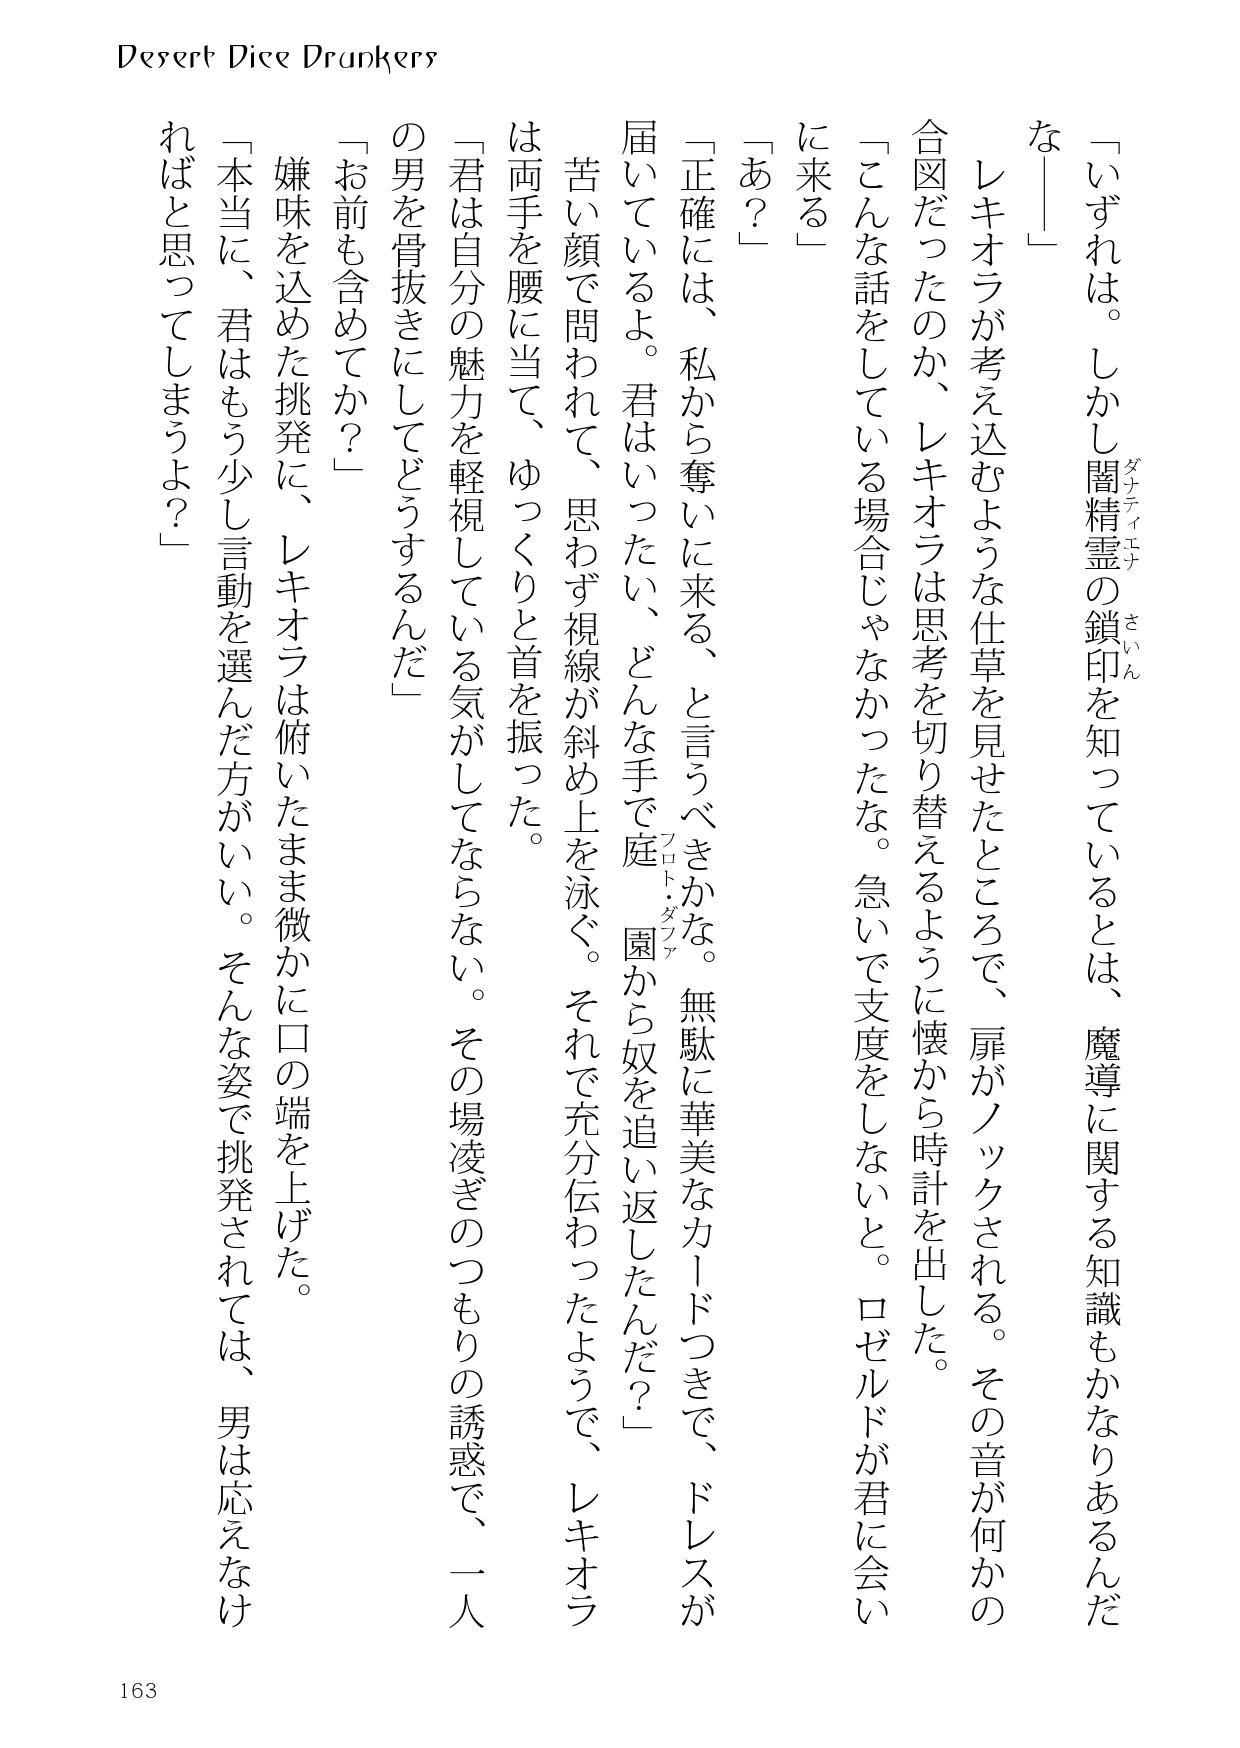 Desert Dice Drunkers
「いずれは。しかし闇精霊の鎖印を知っているとは、魔導に関する知識もかなりあるんだ
ダナティエナ
さいん
な――」
レキオラが考え込むような仕草を見せたところで、扉がノックされる。その音が何かの
合図だったのか、レキオラは思考を切り替えるように懐から時計を出した。
「こんな話をしている場合じゃなかったな。急いで支度をしないと。ロゼルドが君に会い
に来る」
「あ？」
「正確には、私から奪いに来る、と言うべきかな。無駄に華美なカードつきで、ドレスが
届いているよ。君はいったい、どんな手で庭園から奴を追い返したんだ？」
フロト・ダファ
苦い顔で問われて、思わず視線が斜め上を泳ぐ。それで充分伝わったようで、レキオラ
は両手を腰に当て、ゆっくりと首を振った。
「君は自分の魅力を軽視している気がしてならない。その場凌ぎのつもりの誘惑で、一人
の男を骨抜きにしてどうするんだ」
「お前も含めてか？」
嫌味を込めた挑発に、レキオラは俯いたまま微かに口の端を上げた。
「本当に、君はもう少し言動を選んだ方がいい。そんな姿で挑発されては、男は応えなけ
ればと思ってしまうよ？」
163